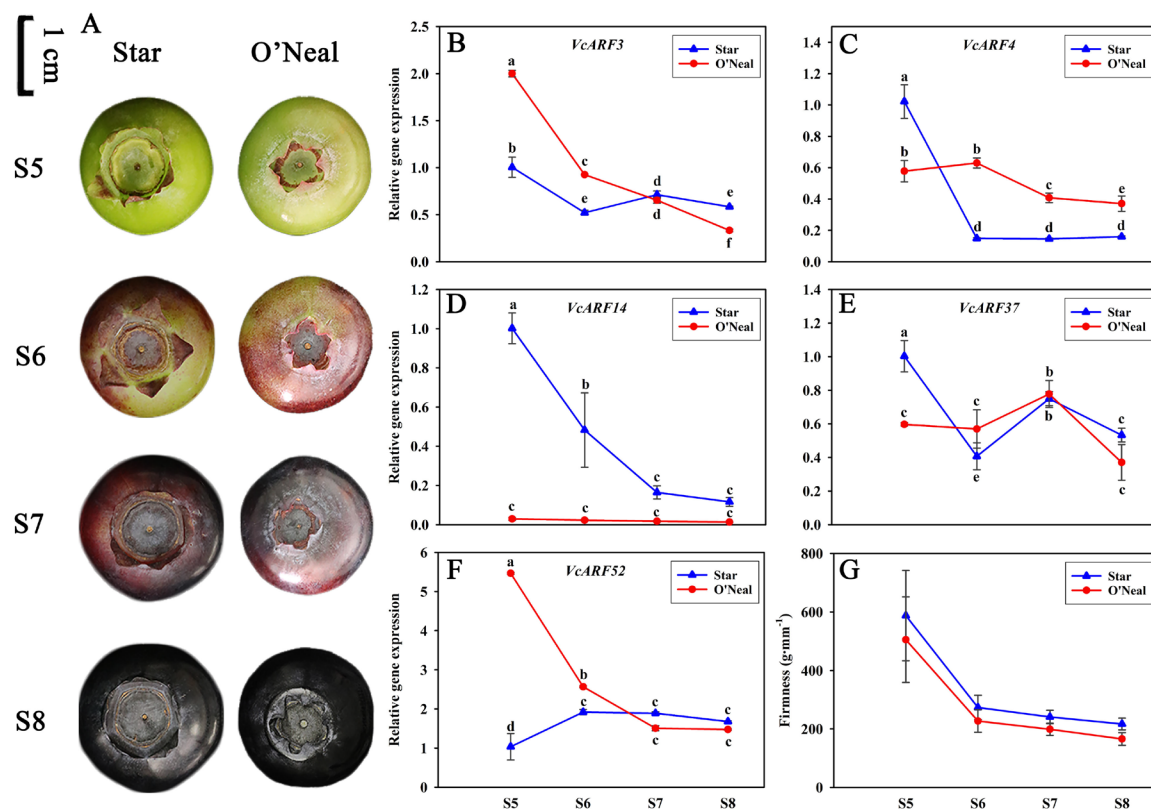 1 cm
A
Star O'Neal
S5
S6
S7
S8
B
VcARF3
Star
O'Neal
Relative gene expression
2.5
2.0
1.5
1.0
0.5
0.0
a
b
c
e
d
d
e
f
C
VcARF4
Star
O'Neal
1.4
1.2
1.0
0.8
0.6
0.4
0.2
0.0
a
b
b
c
e
d
d
d
D
VcARF14
Star
O'Neal
Relative gene expression
1.2
1.0
0.8
0.6
0.4
0.2
0.0
a
b
c
c
c
c
c
c
E
VcARF37
Star
O'Neal
1.4
1.2
1.0
0.8
0.6
0.4
0.2
0.0
a
c
c
e
b
b
c
c
F
VcARF52
Star
O'Neal
Relative gene expression
6
5
4
3
2
1
0
a
d
b
c
c
c
c
c
S5 S6 S7 S8
G
Star
O'Neal
Firmness (g·mm⁻¹)
800
600
400
200
0
S5 S6 S7 S8